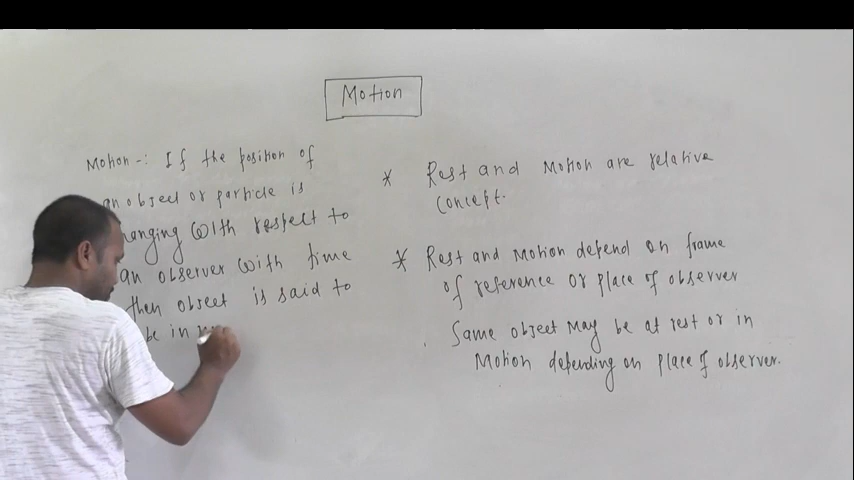 Motion
Motion -: If the position of
an object or particle is
anging with respect to
an observer with time
then object is said to
be in
* Rest and Motion are relative
concept.
* Rest and Motion depend on frame
of reference or place of observer
Same object May be at rest or in
Motion depending on place of observer.